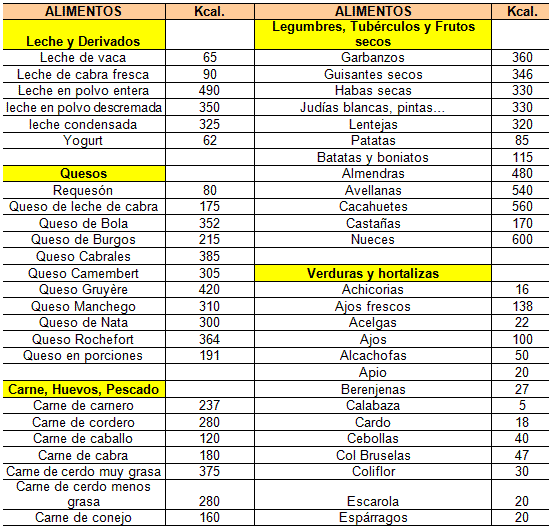 ALIMENTOS Kcal. ALIMENTOS Kcal.
Leche y Derivados Legumbres, Tubérculos y Frutos
secos
Leche de vaca 65 Garbanzos 360
Leche de cabra fresca 90 Guisantes secos 346
Leche en polvo entera 490 Habas secas 330
leche en polvo descremada 350 Judías blancas, pintas... 330
leche condensada 325 Lentejas 320
Yogurt 62 Patatas 85
Batatas y boniatos 115
Quesos Almendras 480
Requesón 80 Avellanas 540
Queso de leche de cabra 175 Cacahuetes 560
Queso de Bola 352 Castañas 170
Queso de Burgos 215 Nueces 600
Queso Cabrales 385
Queso Camembert 305 Verduras y hortalizas
Queso Gruyère 420 Achicorias 16
Queso Manchego 310 Ajos frescos 138
Queso de Nata 300 Acelgas 22
Queso Rochefort 364 Ajos 100
Queso en porciones 191 Alcachofas 50
Apio 20
Carne, Huevos, Pescado Berenjenas 27
Carne de carnero 237 Calabaza 5
Carne de cordero 280 Cardo 18
Carne de caballo 120 Cebollas 40
Carne de cabra 180 Col Bruselas 47
Carne de cerdo muy grasa 375 Coliflor 30
Carne de cerdo menos
grasa 280 Escarola 20
Carne de conejo 160 Espárragos 20